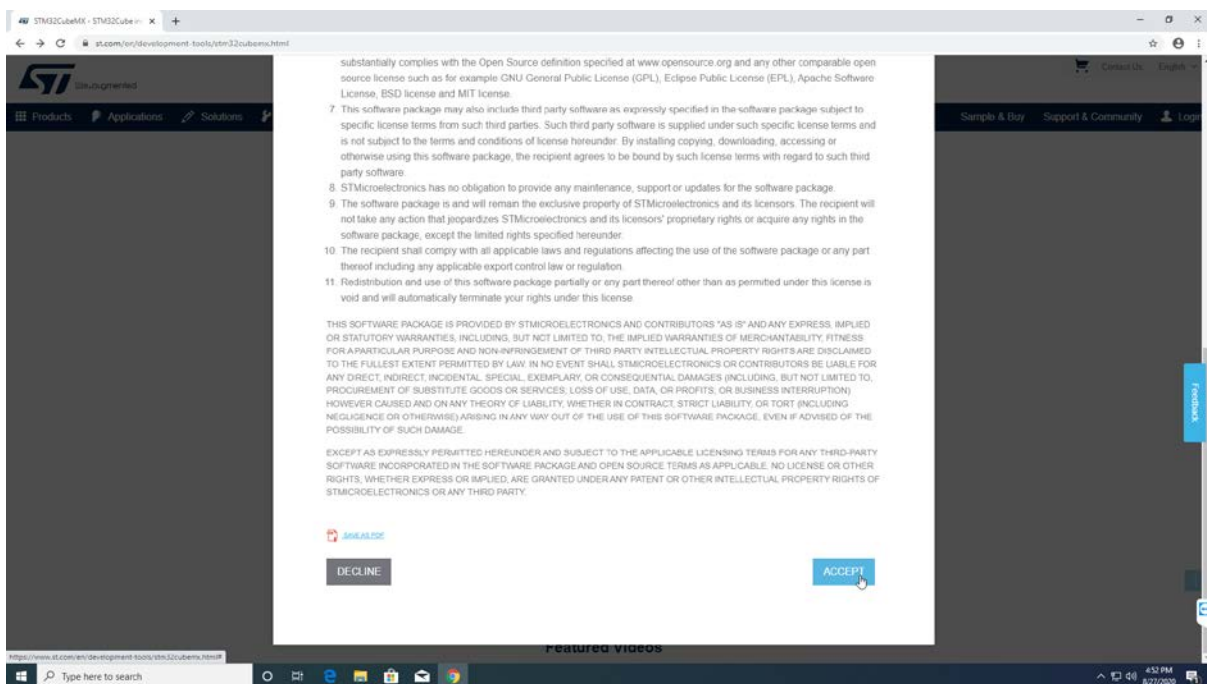 STM32CubeMX - STM32Cube in
st.com/en/development-tools/stm32cubemx.html
life.augmented
Contact Us English
Products Applications Solutions Sample & Buy Support & Community Login
substantially complies with the Open Source definition specified at www.opensource.org and any other comparable open
source license such as for example GNU General Public License (GPL), Eclipse Public License (EPL), Apache Software
License, BSD license and MIT license.
7. This software package may also include third party software as expressly specified in the software package subject to
specific license terms from such third parties. Such third party software is supplied under such specific license terms and
is not subject to the terms and conditions of license hereunder. By installing copying, downloading, accessing or
otherwise using this software package, the recipient agrees to be bound by such license terms with regard to such third
party software.
8. STMicroelectronics has no obligation to provide any maintenance, support or updates for the software package.
9. The software package is and will remain the exclusive property of STMicroelectronics and its licensors. The recipient will
not take any action that jeopardizes STMicroelectronics and its licensors' proprietary rights or acquire any rights in the
software package, except the limited rights specified hereunder.
10. The recipient shall comply with all applicable laws and regulations affecting the use of the software package or any part
thereof including any applicable export control law or regulation.
11. Redistribution and use of this software package partially or any part thereof other than as permitted under this license is
void and will automatically terminate your rights under this license.
THIS SOFTWARE PACKAGE IS PROVIDED BY STMICROELECTRONICS AND CONTRIBUTORS "AS IS" AND ANY EXPRESS, IMPLIED
OR STATUTORY WARRANTIES, INCLUDING, BUT NOT LIMITED TO, THE IMPLIED WARRANTIES OF MERCHANTABILITY, FITNESS
FOR A PARTICULAR PURPOSE AND NON-INFRINGEMENT OF THIRD PARTY INTELLECTUAL PROPERTY RIGHTS ARE DISCLAIMED
TO THE FULLEST EXTENT PERMITTED BY LAW. IN NO EVENT SHALL STMICROELECTRONICS OR CONTRIBUTORS BE LIABLE FOR
ANY DIRECT, INDIRECT, INCIDENTAL, SPECIAL, EXEMPLARY, OR CONSEQUENTIAL DAMAGES (INCLUDING, BUT NOT LIMITED TO,
PROCUREMENT OF SUBSTITUTE GOODS OR SERVICES; LOSS OF USE, DATA, OR PROFITS; OR BUSINESS INTERRUPTION)
HOWEVER CAUSED AND ON ANY THEORY OF LIABILITY, WHETHER IN CONTRACT, STRICT LIABILITY, OR TORT (INCLUDING
NEGLIGENCE OR OTHERWISE) ARISING IN ANY WAY OUT OF THE USE OF THIS SOFTWARE PACKAGE, EVEN IF ADVISED OF THE
POSSIBILITY OF SUCH DAMAGE.
EXCEPT AS EXPRESSLY PERMITTED HEREUNDER AND SUBJECT TO THE APPLICABLE LICENSING TERMS FOR ANY THIRD-PARTY
SOFTWARE INCORPORATED IN THE SOFTWARE PACKAGE AND OPEN SOURCE TERMS AS APPLICABLE, NO LICENSE OR OTHER
RIGHTS, WHETHER EXPRESS OR IMPLIED, ARE GRANTED UNDER ANY PATENT OR OTHER INTELLECTUAL PROPERTY RIGHTS OF
STMICROELECTRONICS OR ANY THIRD PARTY.
Feedback
SAVE AS PDF
DECLINE ACCEPT
Featured Videos
https://www.st.com/en/development-tools/stm32cubemx.html#
Type here to search
4:52 PM
8/27/2020